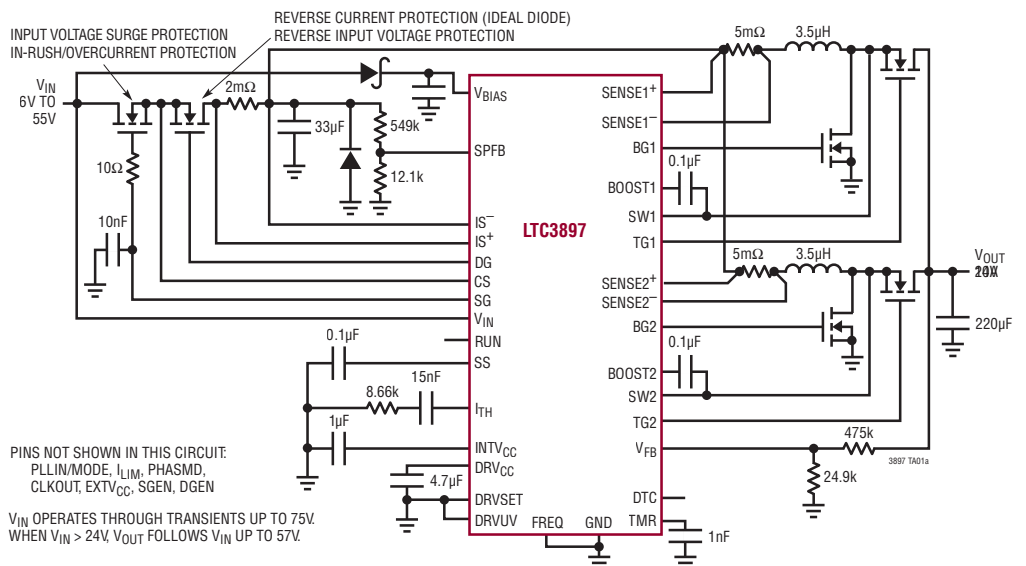 INPUT VOLTAGE SURGE PROTECTION
IN-RUSH/OVERCURRENT PROTECTION
REVERSE CURRENT PROTECTION (IDEAL DIODE)
REVERSE INPUT VOLTAGE PROTECTION
VIN
6V TO
55V
2mΩ
33µF
549k
12.1k
10Ω
10nF
VBIAS
SPFB
IS–
IS+
DG
CS
SG
VIN
RUN
SS
ITH
INTVCC
DRVCC
DRVSET
DRVUV
FREQ
GND
LTC3897
0.1µF
8.66k
15nF
1µF
4.7µF
SENSE1+
SENSE1–
BG1
BOOST1
SW1
TG1
SENSE2+
SENSE2–
BG2
BOOST2
SW2
TG2
VFB
DTC
TMR
5mΩ
3.5µH
0.1µF
5mΩ
3.5µH
0.1µF
VOUT
220µF
475k
24.9k
1nF
3897 TA01a
PINS NOT SHOWN IN THIS CIRCUIT:
PLLIN/MODE, ILIM, PHASMD,
CLKOUT, EXTVCC, SGEN, DGEN
VIN OPERATES THROUGH TRANSIENTS UP TO 75V.
WHEN VIN > 24V, VOUT FOLLOWS VIN UP TO 57V.